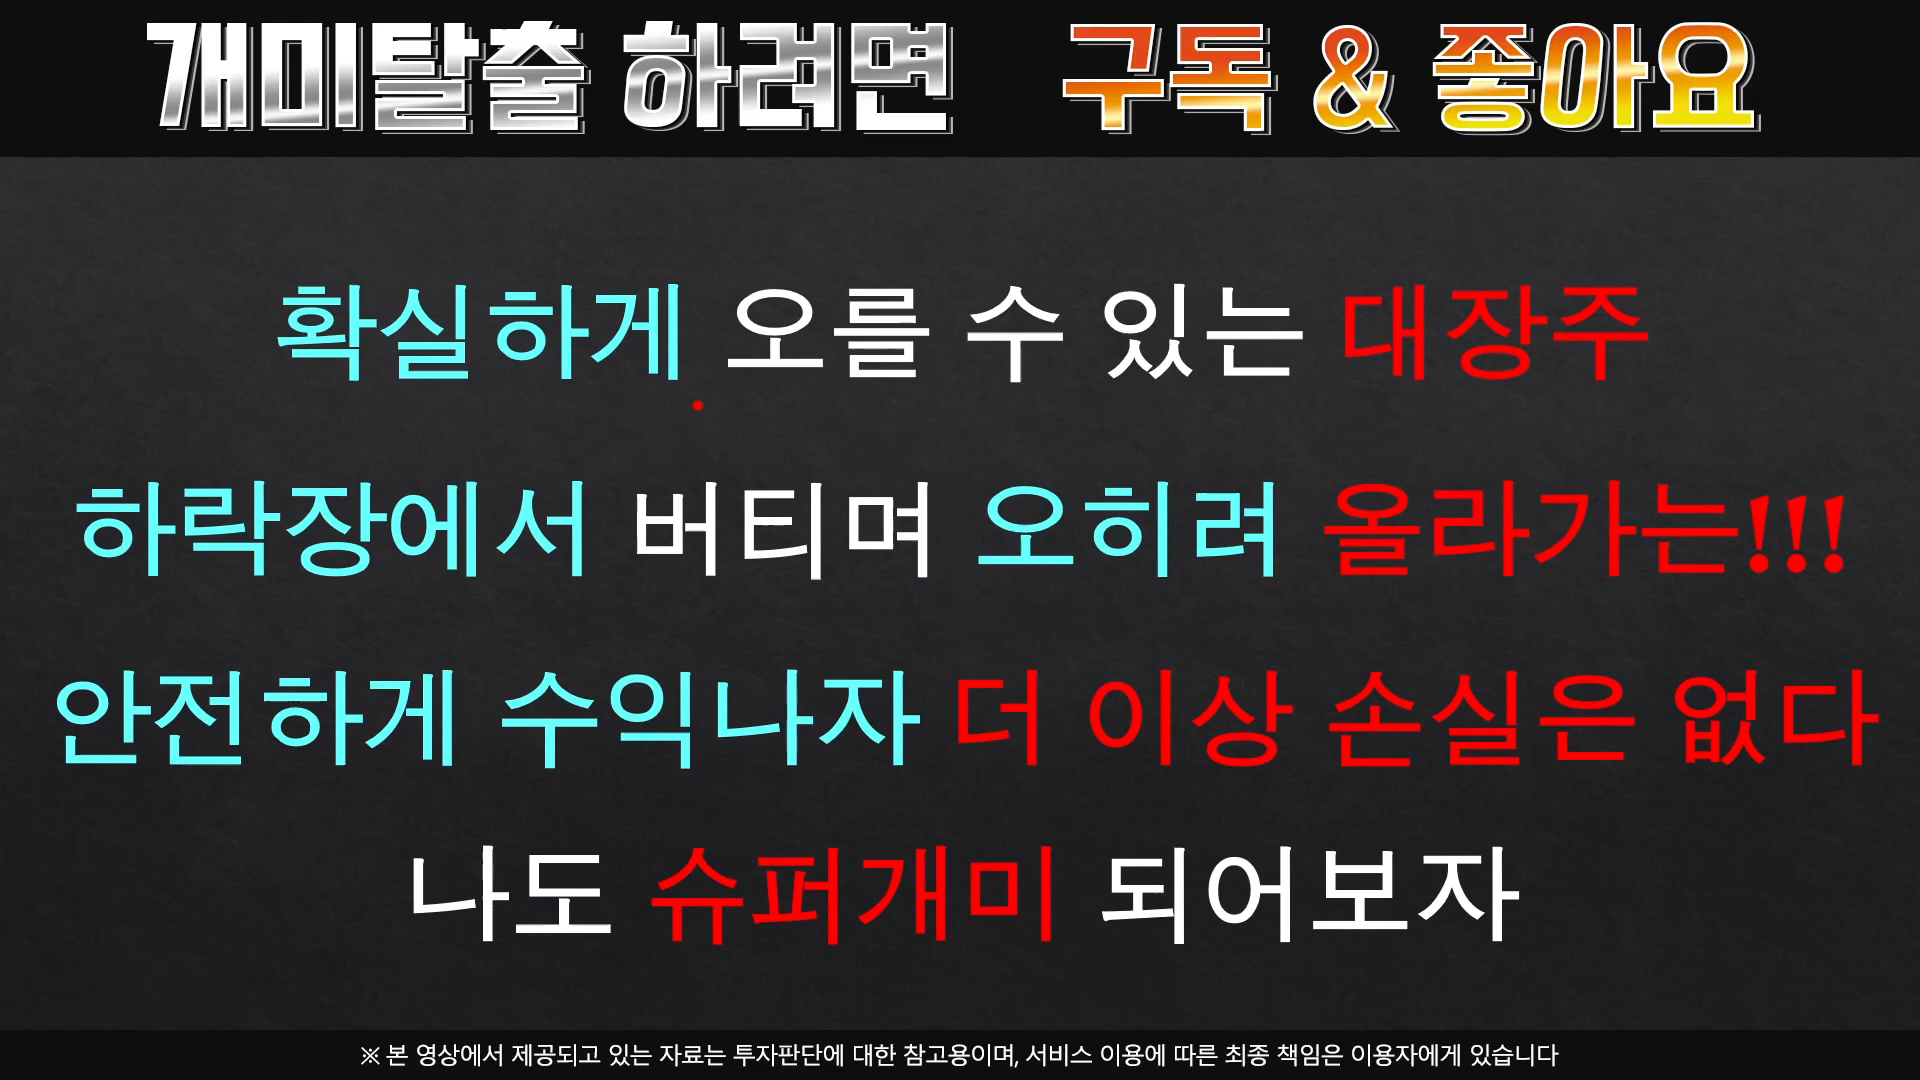 개미탈출 하려면 구독 & 좋아요
확실하게 오를 수 있는 대장주
하락장에서 버티며 오히려 올라가는!!!
안전하게 수익나자 더 이상 손실은 없다
나도 슈퍼개미 되어보자
※ 본 영상에서 제공되고 있는 자료는 투자판단에 대한 참고용이며, 서비스 이용에 따른 최종 책임은 이용자에게 있습니다